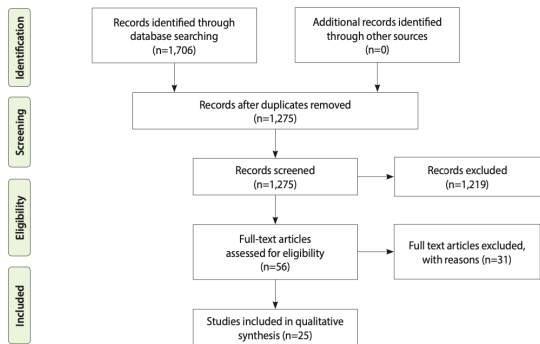 Identification
Records identified through
database searching
(n=1,706)
Additional records identified
through other sources
(n=0)
Records after duplicates removed
(n=1,275)
Screening
Records screened
(n=1,275)
Records excluded
(n=1,219)
Eligibility
Full-text articles
assessed for eligibility
(n=56)
Full text articles excluded,
with reasons (n=31)
Included
Studies included in qualitative
synthesis (n=25)